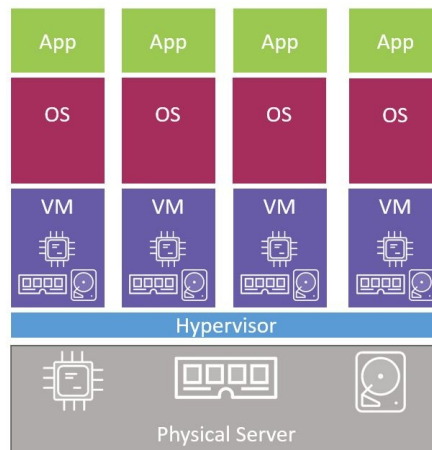 App App App App
OS OS OS OS
VM VM VM VM
Hypervisor
Physical Server